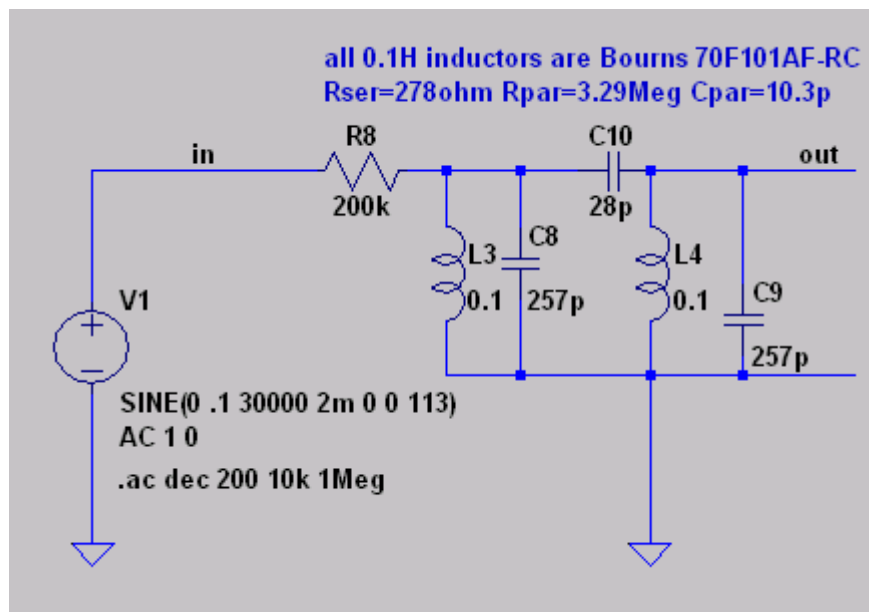 all 0.1H inductors are Bourns 70F101AF-RC
Rser=278ohm Rpar=3.29Meg Cpar=10.3p
in
R8
200k
C10
28p
out
L3
0.1
C8
257p
L4
0.1
C9
257p
V1
SINE(0 .1 30000 2m 0 0 113)
AC 1 0
.ac dec 200 10k 1Meg